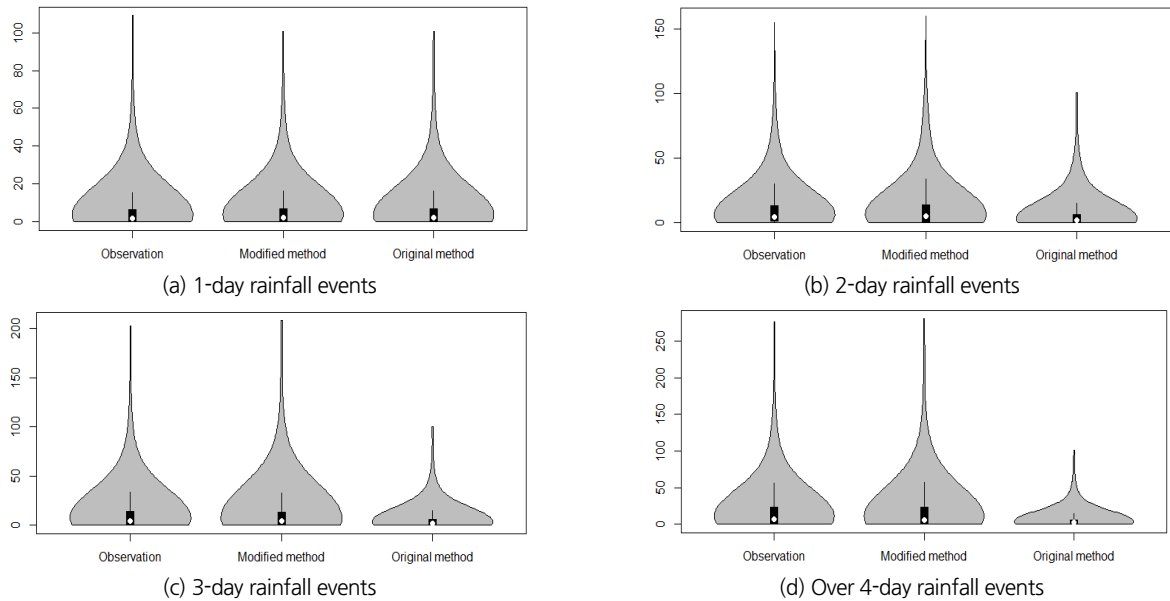 100
80
60
40
20
0
Observation Modified method Original method
(a) 1-day rainfall events
150
100
50
0
Observation Modified method Original method
(b) 2-day rainfall events
200
150
100
50
0
Observation Modified method Original method
(c) 3-day rainfall events
250
200
150
100
50
0
Observation Modified method Original method
(d) Over 4-day rainfall events